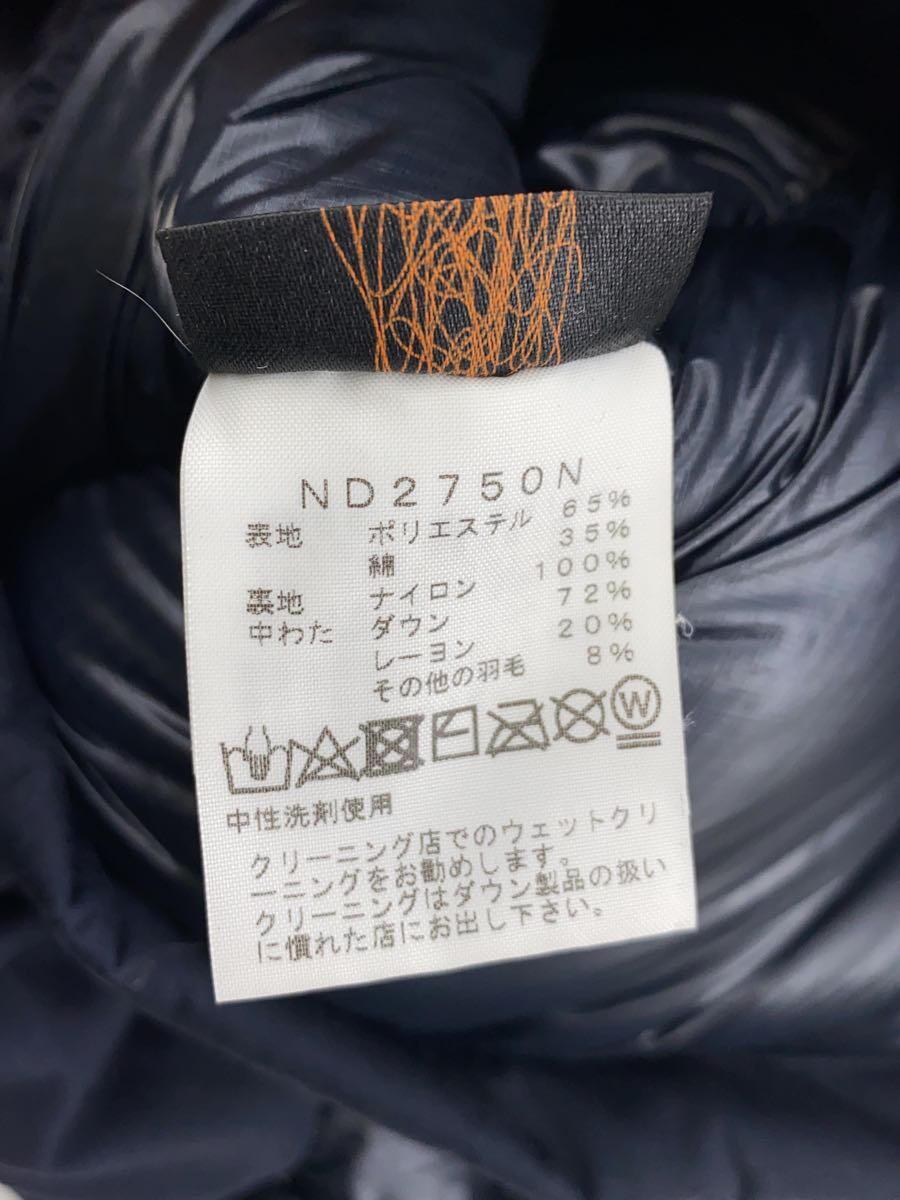 ND2750N
表地 ポリエステル 65%
綿 35%
裏地 ナイロン 100%
中わた ダウン 72%
レーヨン 20%
その他の羽毛 8%
W
中性洗剤使用
クリーニング店でのウェットクリ
ーニングをお勧めします。
クリーニングはダウン製品の扱い
に慣れた店にお出し下さい。